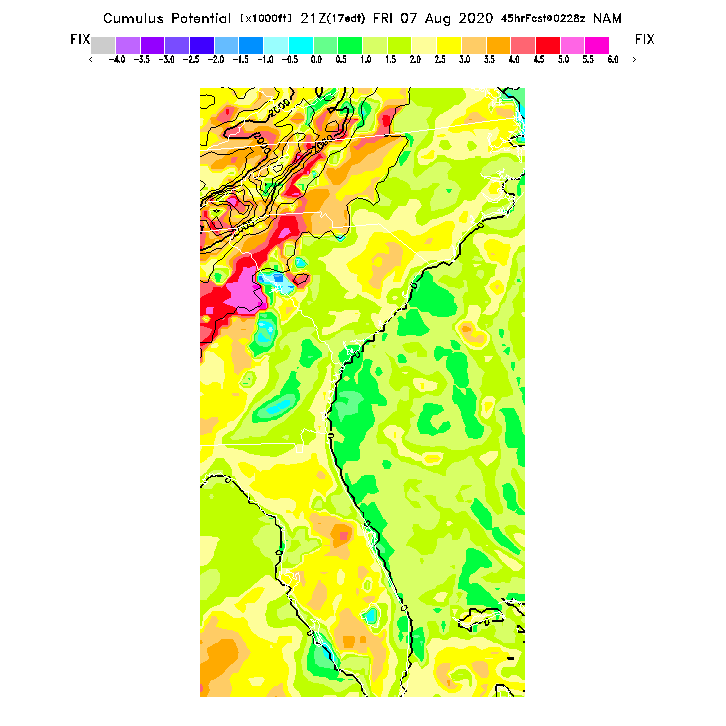 Cumulus Potential [x1000ft] 21Z(17edt) FRI 07 Aug 2020 45hrFcst@0228z NAM
FIX FIX
< -4.0 -3.5 -3.0 -2.5 -2.0 -1.5 -1.0 -0.5 0.0 0.5 1.0 1.5 2.0 2.5 3.0 3.5 4.0 4.5 5.0 5.5 6.0 >
2000